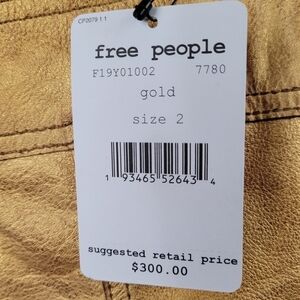 CP2079 1 1
free people
F19Y01002 7780
gold
size 2
1 93465 52643 4
suggested retail price
$300.00